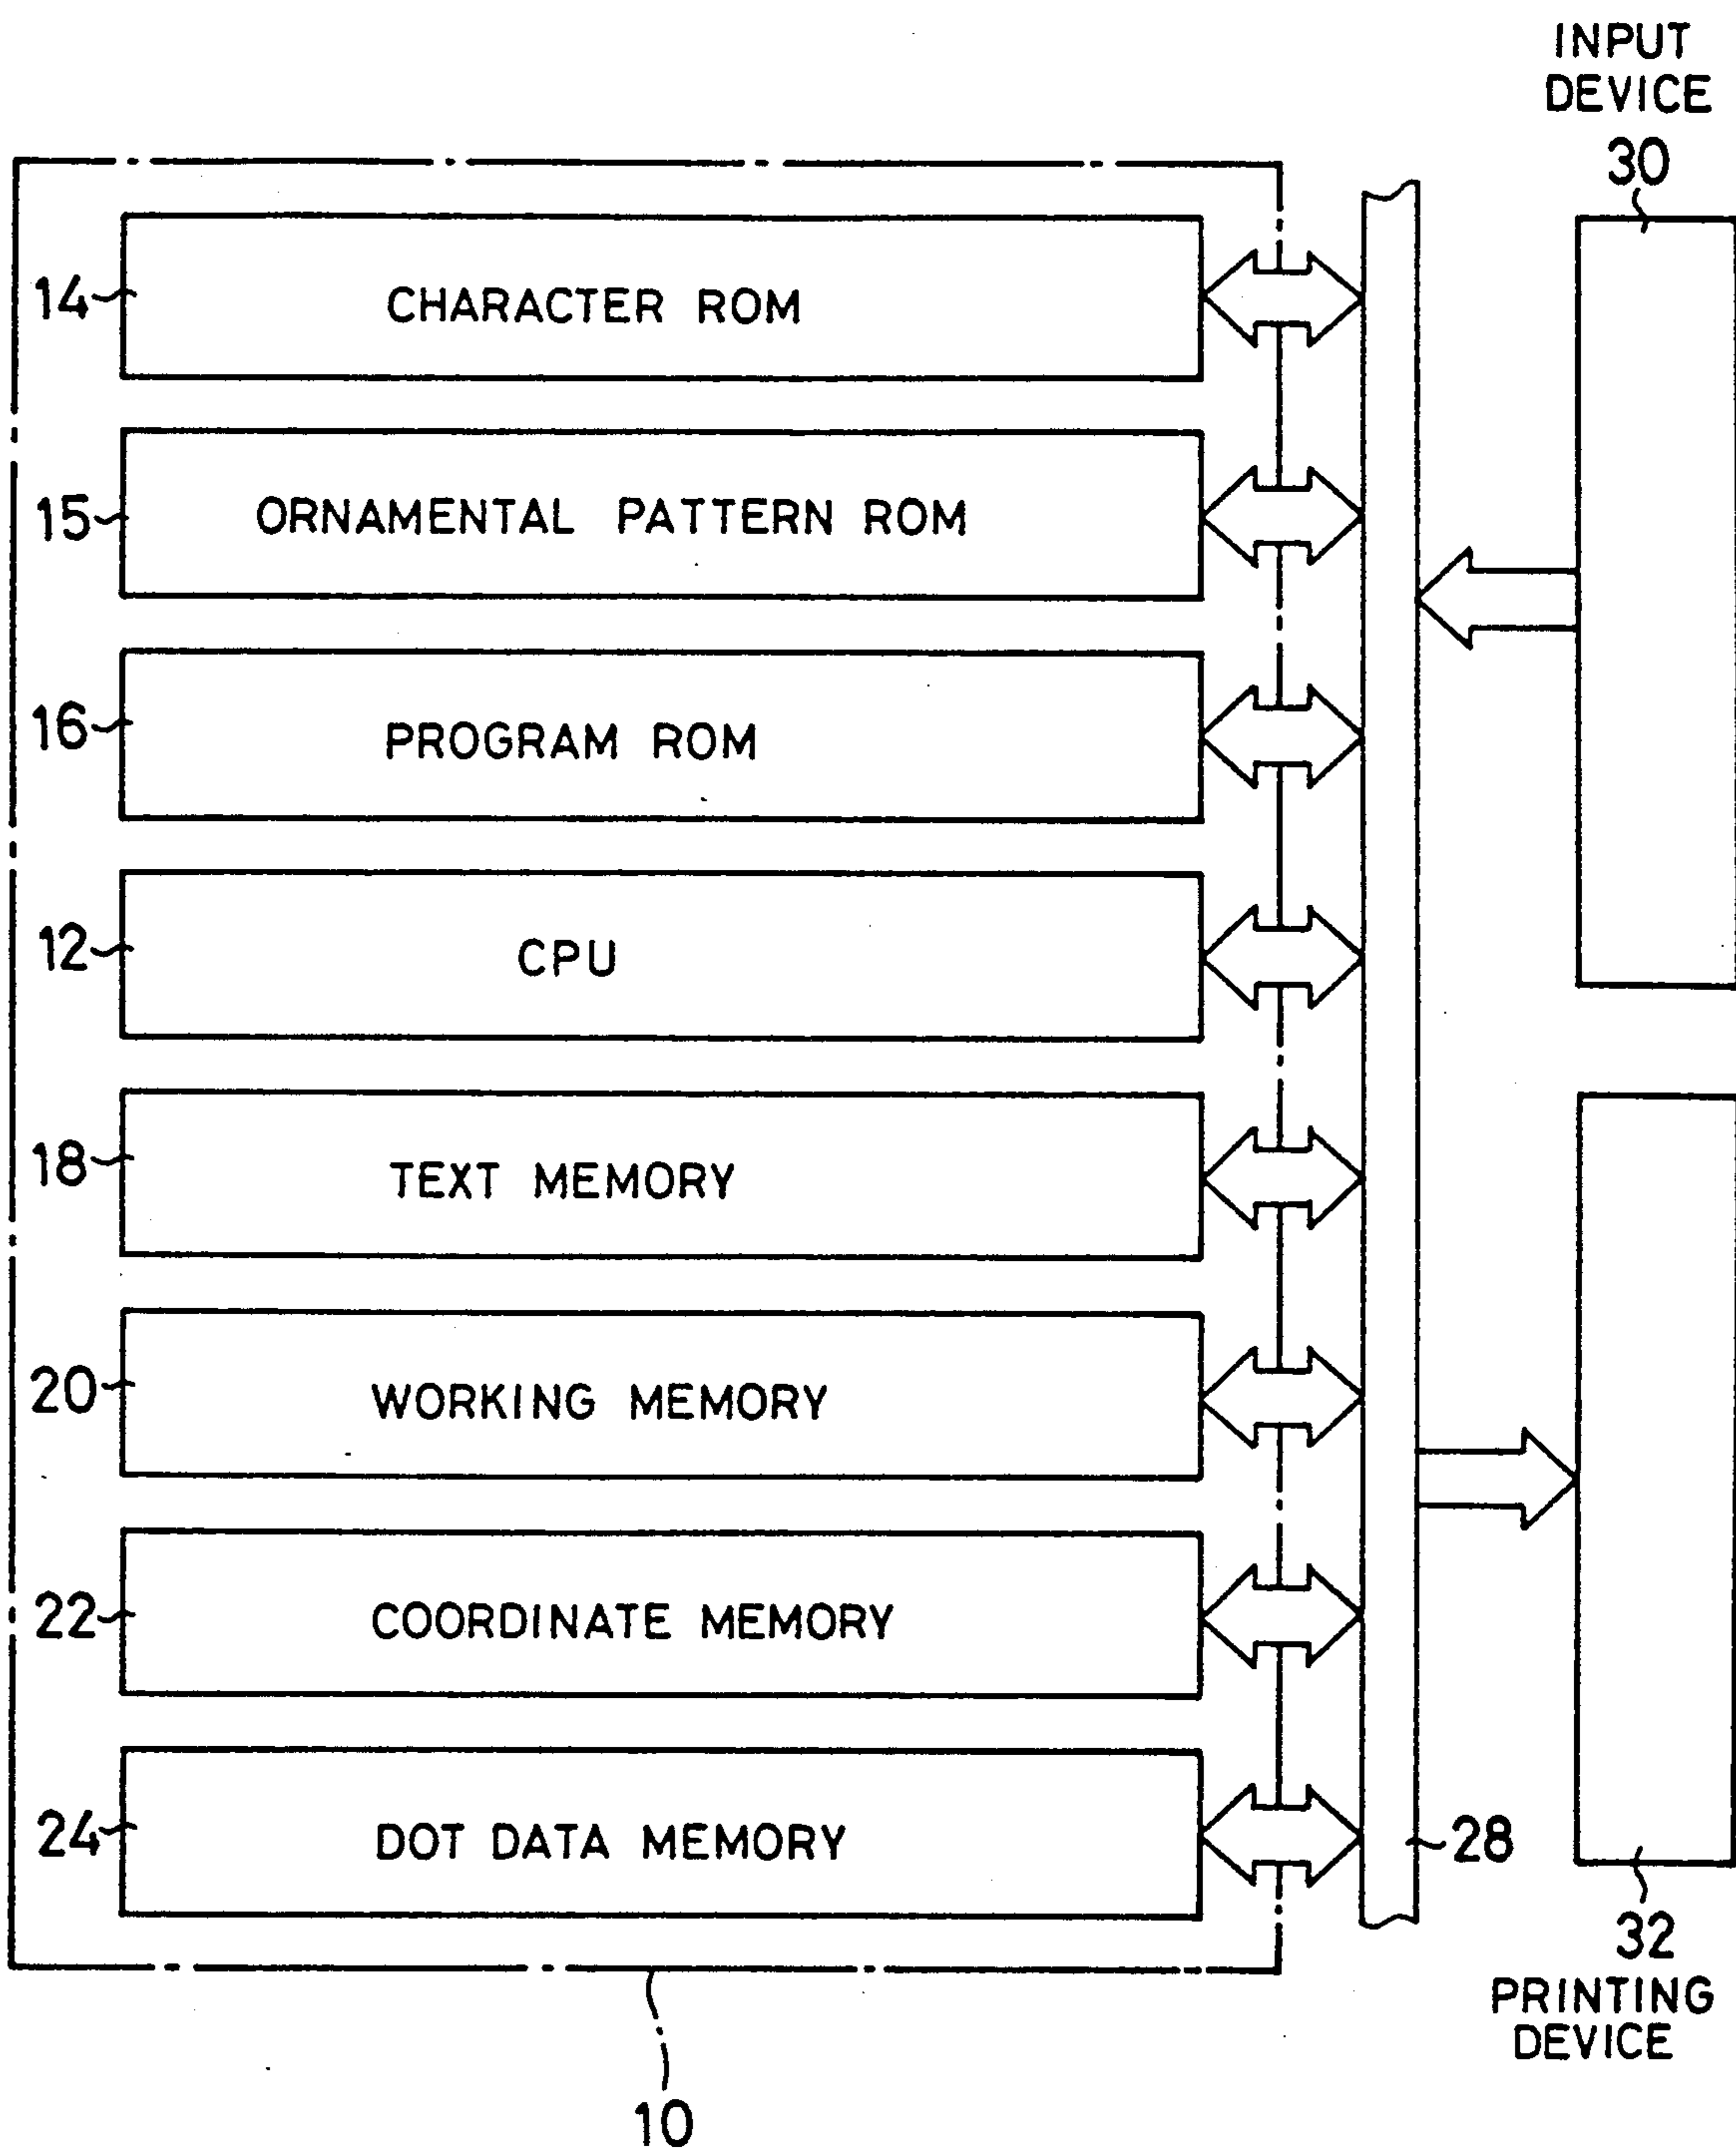 INPUT
DEVICE
30
14
CHARACTER ROM
15
ORNAMENTAL PATTERN ROM
16
PROGRAM ROM
12
CPU
18
TEXT MEMORY
20
WORKING MEMORY
22
COORDINATE MEMORY
24
DOT DATA MEMORY
28
32
PRINTING
DEVICE
10